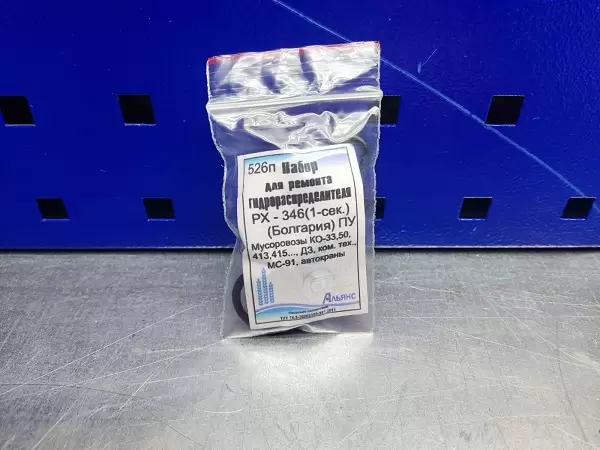 526п Набор
для ремонта
гидрораспределителя
РХ - 346(1-сек.)
(Болгария) ПУ
Мусоровозы КО-33,50,
413,415..., ДЗ, ком. тех.,
МС-91, автокраны
Альянс